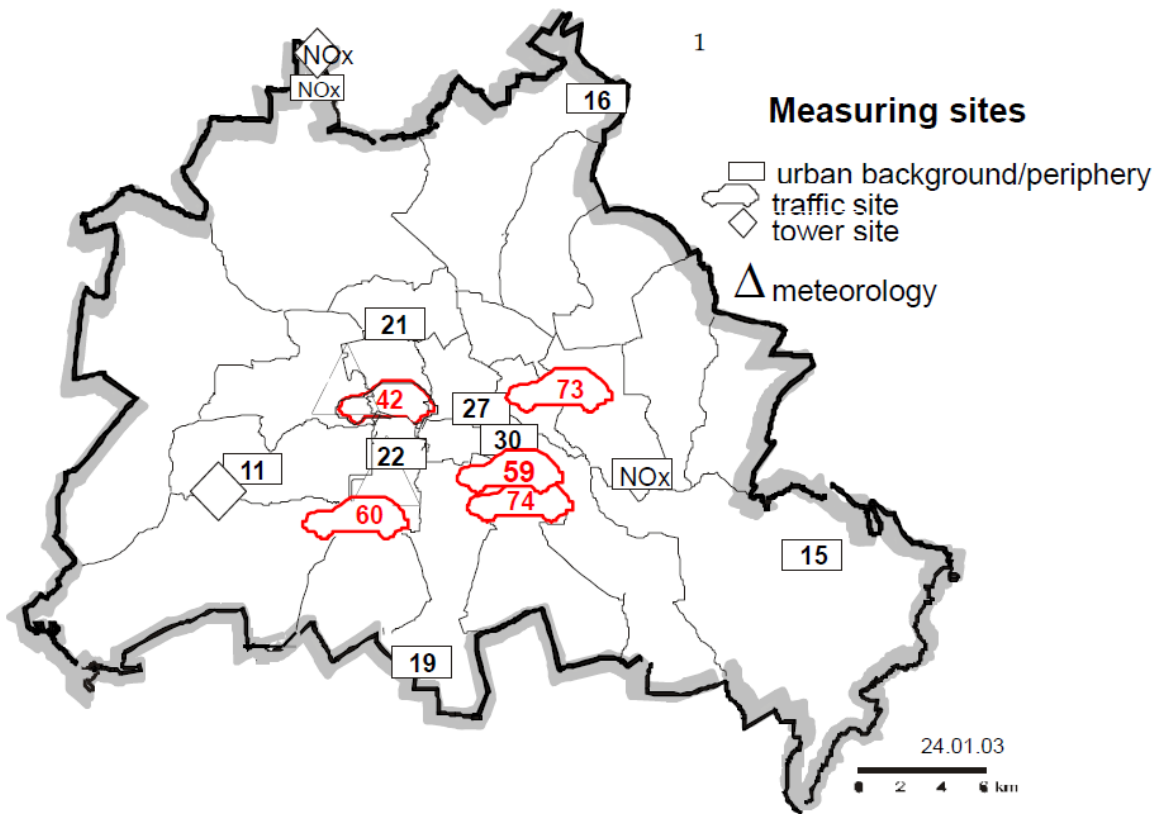 1
NOx
NOx
16
Measuring sites
urban background/periphery
traffic site
tower site
Δ meteorology
21
42
73
27
30
22
11
59
NOx
74
60
15
19
24.01.03
0 2 4 6 km